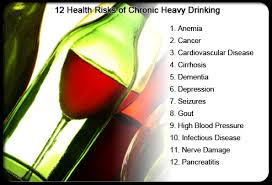 12 Health Risks of Chronic Heavy Drinking
1. Anemia
2. Cancer
3. Cardiovascular Disease
4. Cirrhosis
5. Dementia
6. Depression
7. Seizures
8. Gout
9. High Blood Pressure
10. Infectious Disease
11. Nerve Damage
12. Pancreatitis